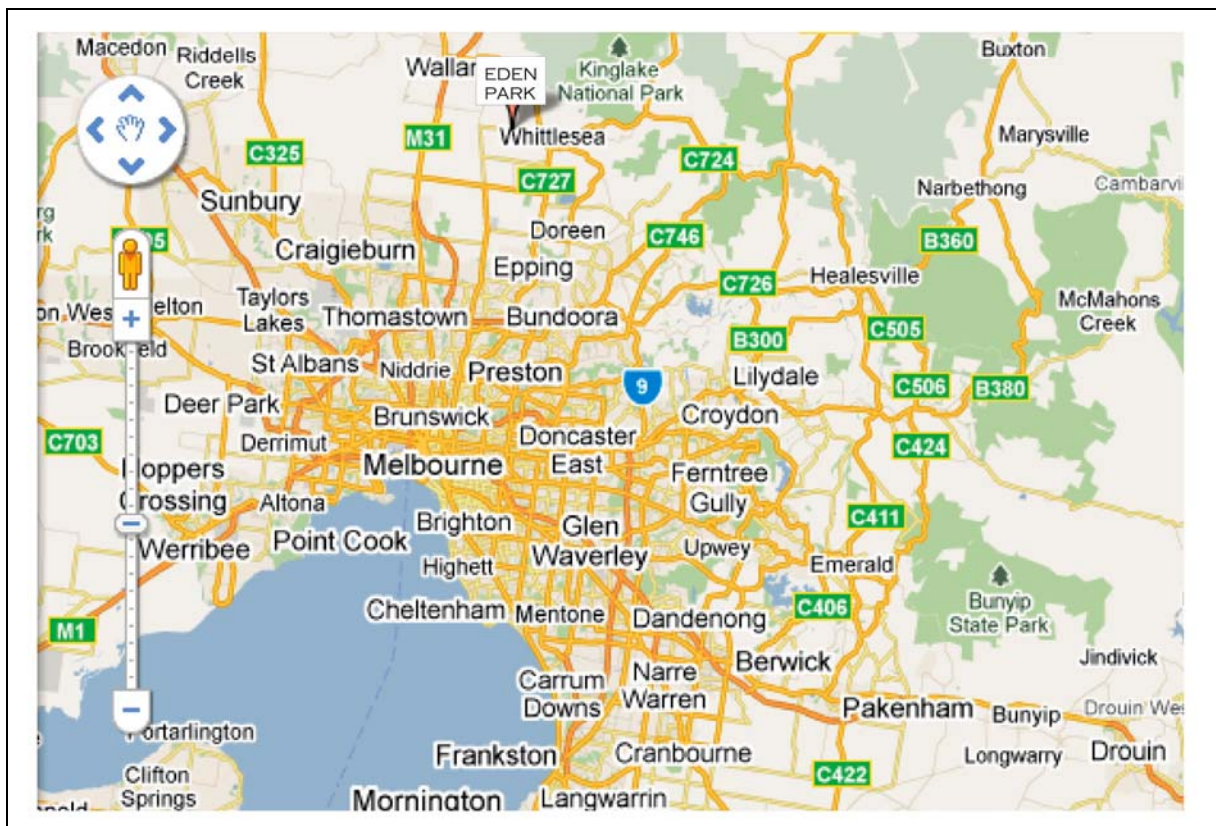 Macedon
Riddells
Creek
Wallan
EDEN
PARK
Kinglake
National Park
Buxton
M31
Whittlesea
Marysville
C325
C724
C727
Narbethong
Sunbury
Doreen
C746
B360
Craigieburn
Epping
C726
Healesville
Taylors
Lakes
Thomastown
Bundoora
McMahons
Creek
B300
C505
St Albans
Niddrie
Preston
9
Lilydale
C506
B380
Deer Park
Brunswick
Croydon
C703
Derrimut
Doncaster
East
C424
Melbourne
Hoppers
Crossing
Altona
Ferntree
Gully
Brighton
Glen
Waverley
C411
Werribee
Point Cook
Highett
Upwey
Emerald
Cheltenham
Mentone
Dandenong
C406
Bunyip
State Park
M1
Berwick
Jindivick
Carrum
Downs
Narre
Warren
Pakenham
Bunyip
Drouin Wes
Portarlington
Frankston
Cranbourne
Longwarry
Drouin
Clifton
Springs
C422
Mornington
Langwarrin